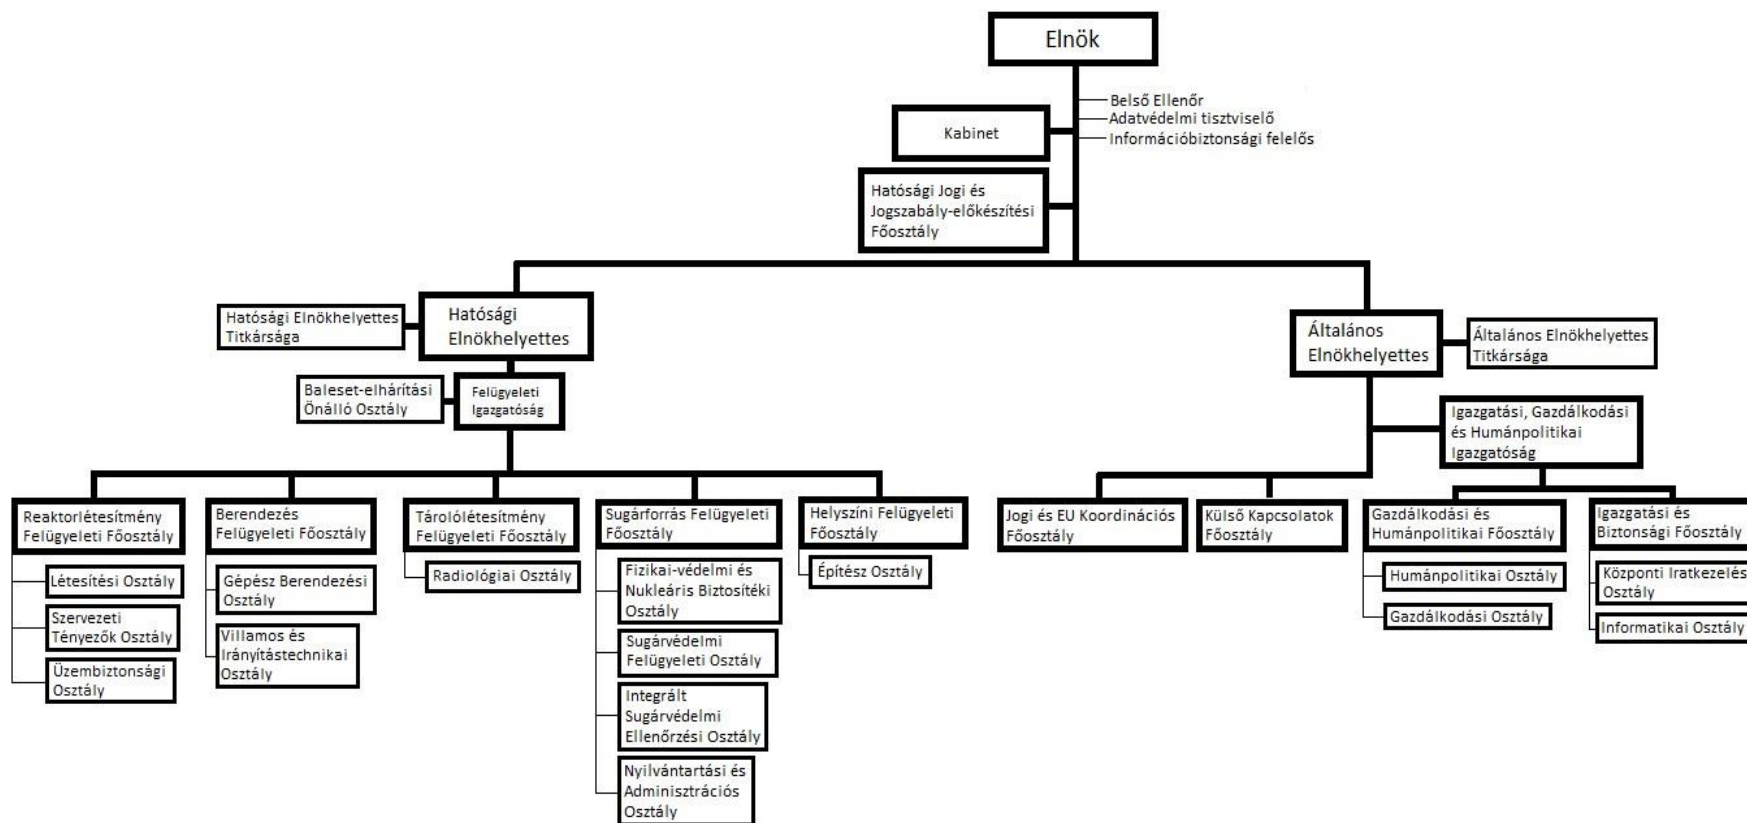 Elnök
Belső Ellenőr
Adatvédelmi tisztviselő
Információbiztonsági felelős
Kabinet
Hatósági Jogi és
Jogszabály-előkészítési
Főosztály
Hatósági Elnökhelyettes
Titkársága
Hatósági
Elnökhelyettes
Általános
Elnökhelyettes
Általános Elnökhelyettes
Titkársága
Baleset-elhárítási
Önálló Osztály
Felügyeleti
Igazgatóság
Igazgatási, Gazdálkodási
és Humánpolitikai
Igazgatóság
Reaktorlétesítmény
Felügyeleti Főosztály
Létesítési Osztály
Szervezeti
Tényezők Osztály
Üzembiztonsági
Osztály
Berendezés
Felügyeleti Főosztály
Gépész Berendezési
Osztály
Villamos és
Irányítástechnikai
Osztály
Tárolólétesítmény
Felügyeleti Főosztály
Radiológiai Osztály
Sugárforrás Felügyeleti
Főosztály
Fizikai-védelmi és
Nukleáris Biztosítéki
Osztály
Sugárvédelmi
Felügyeleti Osztály
Integrált
Sugárvédelmi
Ellenőrzési Osztály
Nyilvántartási és
Adminisztrációs
Osztály
Helyszíni Felügyeleti
Főosztály
Építész Osztály
Jogi és EU Koordinációs
Főosztály
Külső Kapcsolatok
Főosztály
Gazdálkodási és
Humánpolitikai Főosztály
Humánpolitikai Osztály
Gazdálkodási Osztály
Igazgatási és
Biztonsági Főosztály
Központi Iratkezelés
Osztály
Informatikai Osztály